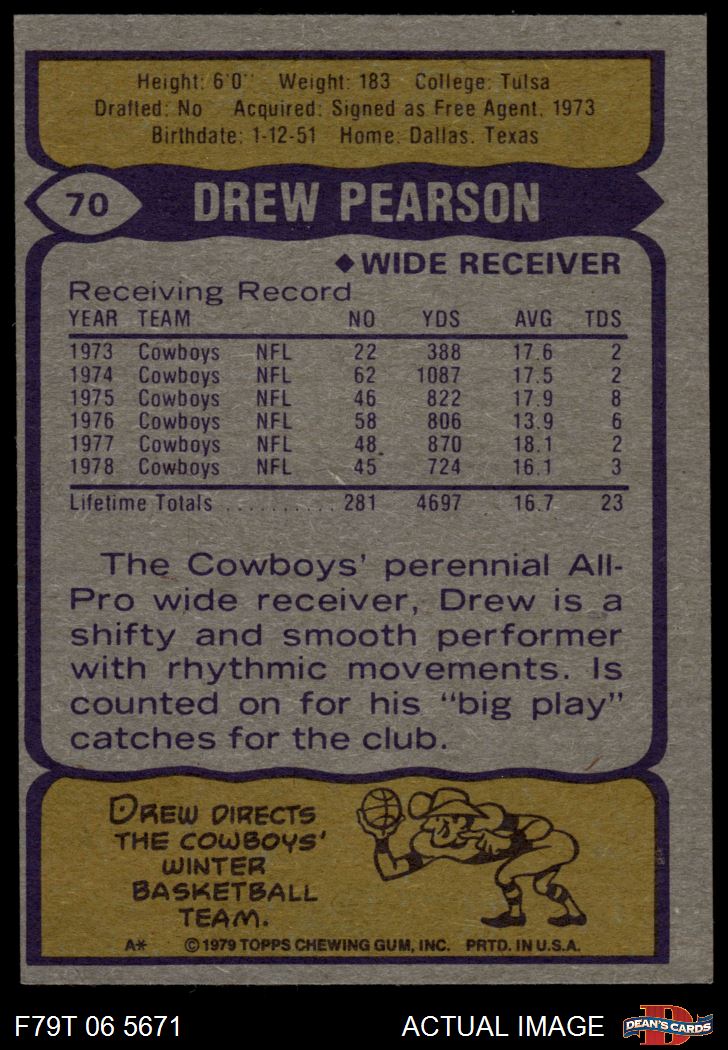 Height: 6'0" Weight: 183 College: Tulsa
Drafted: No Acquired: Signed as Free Agent, 1973
Birthdate: 1-12-51 Home: Dallas, Texas
70 DREW PEARSON
◆WIDE RECEIVER
Receiving Record
YEAR TEAM NO YDS AVG TDS
1973 Cowboys NFL 22 388 17.6 2
1974 Cowboys NFL 62 1087 17.5 2
1975 Cowboys NFL 46 822 17.9 8
1976 Cowboys NFL 58 806 13.9 6
1977 Cowboys NFL 48 870 18.1 2
1978 Cowboys NFL 45 724 16.1 3
Lifetime Totals .......... 281 4697 16.7 23
The Cowboys' perennial All-
Pro wide receiver, Drew is a
shifty and smooth performer
with rhythmic movements. Is
counted on for his "big play"
catches for the club.
DREW DIRECTS
THE COWBOYS'
WINTER
BASKETBALL
TEAM.
A* © 1979 TOPPS CHEWING GUM, INC. PRTD. IN U.S.A.
F79T 06 5671 ACTUAL IMAGE D DEAN'S CARDS